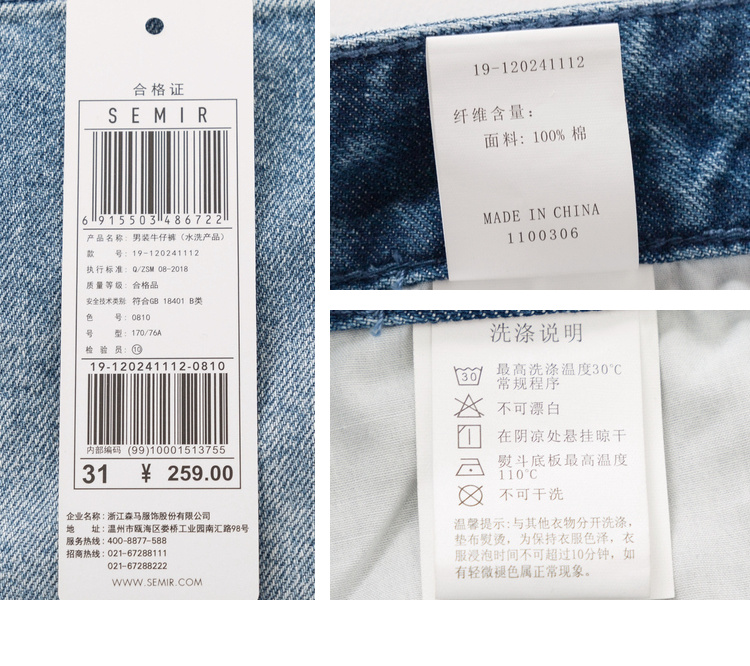 合格证
SEMIR
6 915503 486722
产品名称: 男装牛仔裤（水洗产品）
款 号: 19-120241112
执行标准: Q/ZSM 08-2018
质量等级: 合格品
安全技术类别 符合GB 18401 B类
色 号: 0810
号 型: 170/76A
检 验 员: ⑩
19-120241112-0810
内部编码 (99)10001513755
31 ¥ 259.00
企业名称: 浙江森马服饰股份有限公司
地 址: 温州市瓯海区娄桥工业园南汇路98号
服务热线: 400-8877-588
招商热线: 021-67288111
021-67288222
WWW.SEMIR.COM
19-120241112
纤维含量:
面料: 100% 棉
MADE IN CHINA
1100306
洗涤说明
30 最高洗涤温度30℃
常规程序
不可漂白
在阴凉处悬挂晾干
熨斗底板最高温度
110℃
不可干洗
温馨提示:与其他衣物分开洗涤,
垫布熨烫, 为保持衣服色泽, 衣
服浸泡时间不可超过10分钟, 如
有轻微褪色属正常现象。